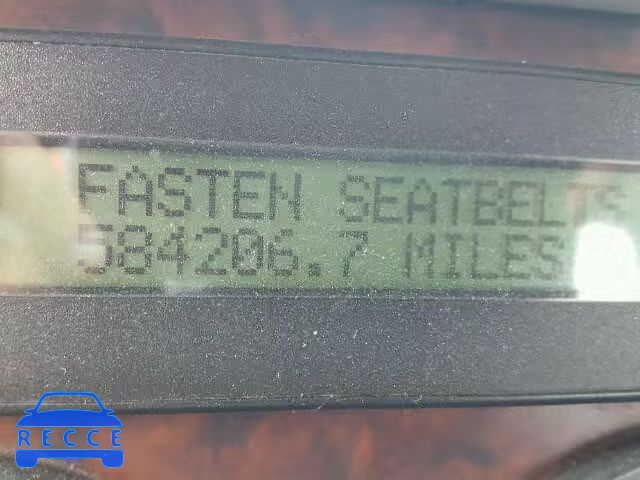 FASTEN SEATBELTS
584206.7 MILES
RECCE